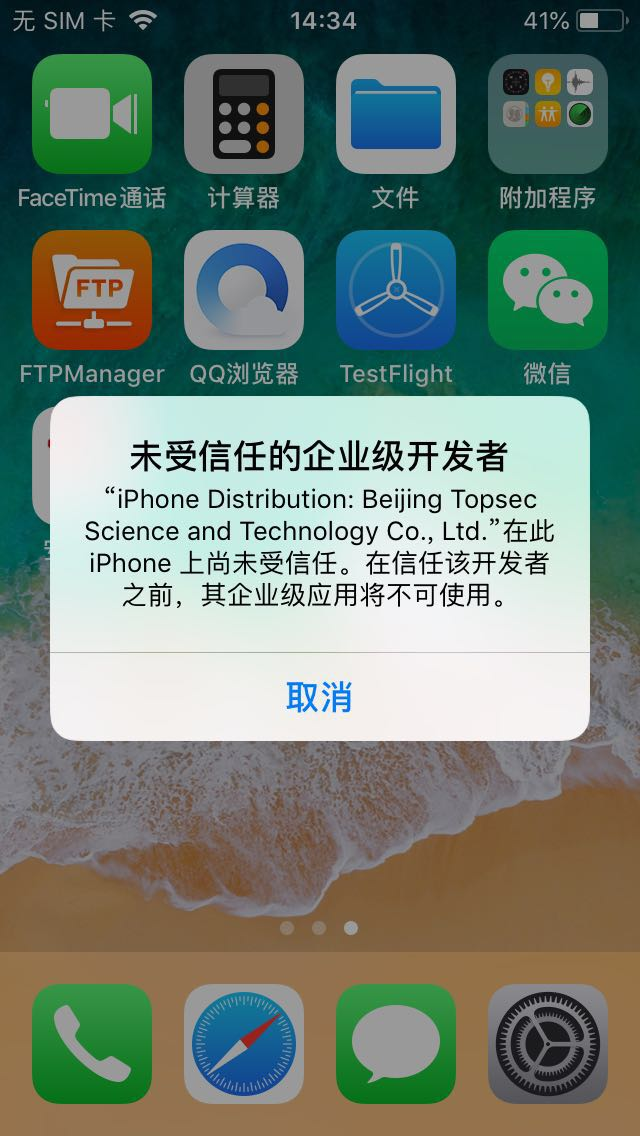 无 SIM 卡 14:34 41%
FaceTime通话 计算器 文件 附加程序
FTP
FTPManager QQ浏览器 TestFlight 微信
未受信任的企业级开发者
“iPhone Distribution: Beijing Topsec
Science and Technology Co., Ltd.”在此
iPhone 上尚未受信任。在信任该开发者
之前，其企业级应用将不可使用。
取消